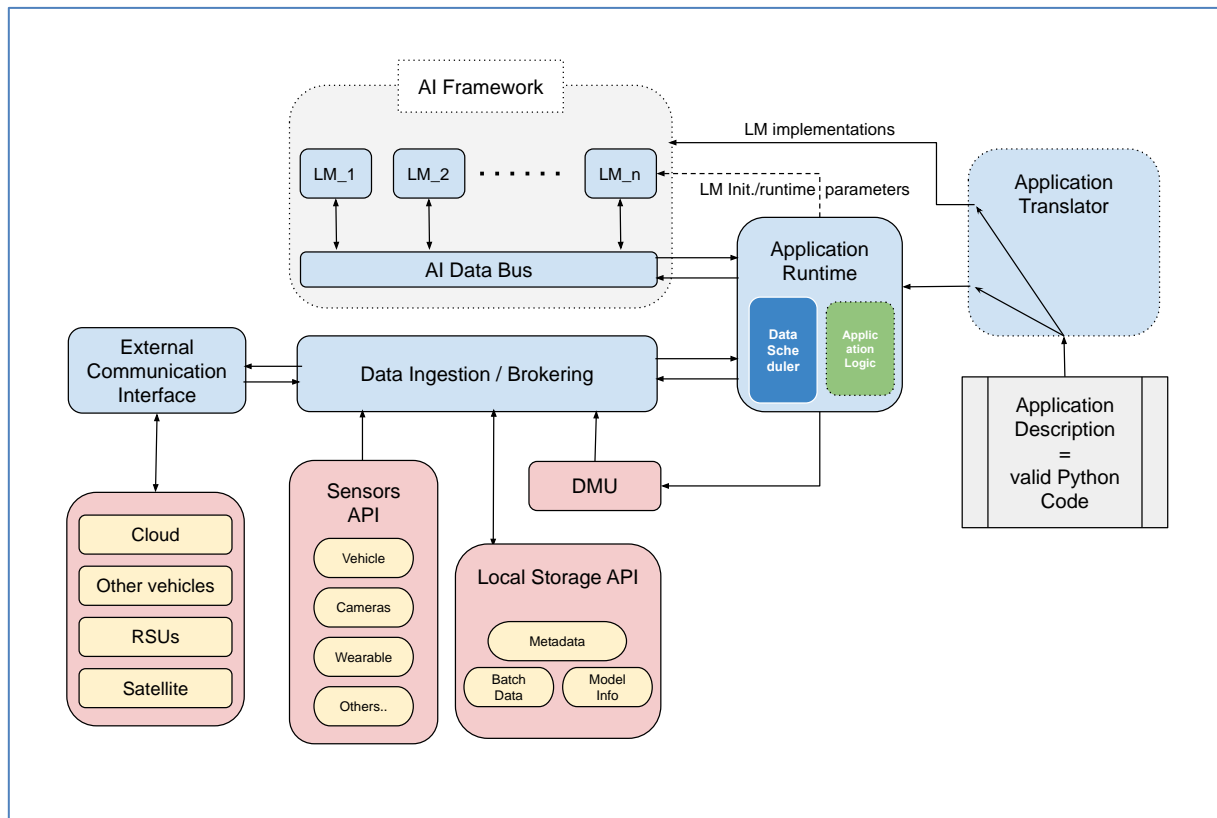 AI Framework
LM implementations
LM_1
LM_2
.......
LM_n
LM Init./runtime parameters
Application
Translator
Application
Runtime
AI Data Bus
Data
Sche
duler
Applic
ation
Logic
External
Communication
Interface
Data Ingestion / Brokering
Application
Description
=
valid Python
Code
DMU
Sensors
API
Vehicle
Cameras
Wearable
Others..
Cloud
Other vehicles
RSUs
Satellite
Local Storage API
Metadata
Batch
Data
Model
Info